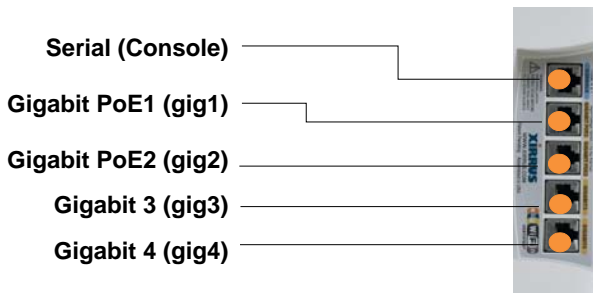 Serial (Console)
Gigabit PoE1 (gig1)
Gigabit PoE2 (gig2)
Gigabit 3 (gig3)
Gigabit 4 (gig4)
XIRRUS